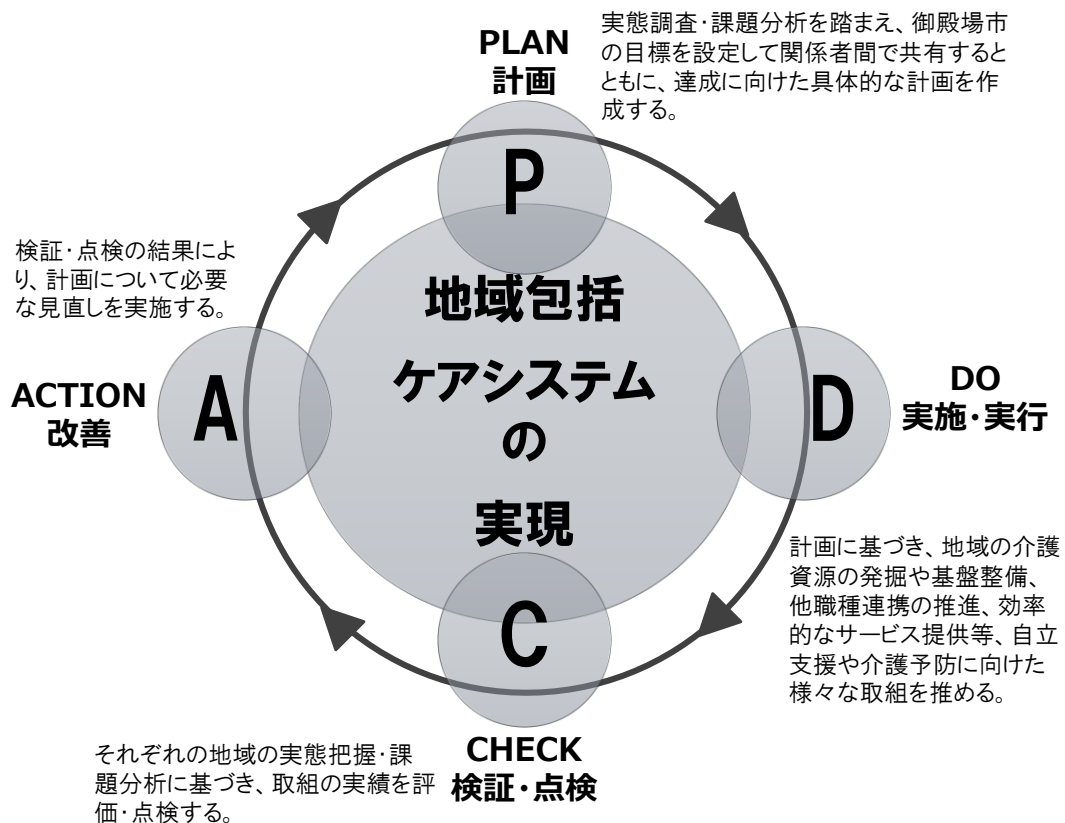 PLAN
計画
実態調査・課題分析を踏まえ、御殿場市
の目標を設定して関係者間で共有すると
ともに、達成に向けた具体的な計画を作
成する。
P
検証・点検の結果によ
り、計画について必要
な見直しを実施する。
地域包括
ケアシステム
の
実現
ACTION
改善
A
D
DO
実施・実行
計画に基づき、地域の介護
資源の発掘や基盤整備、
他職種連携の推進、効率
的なサービス提供等、自立
支援や介護予防に向けた
様々な取組を推める。
C
CHECK
検証・点検
それぞれの地域の実態把握・課
題分析に基づき、取組の実績を評
価・点検する。